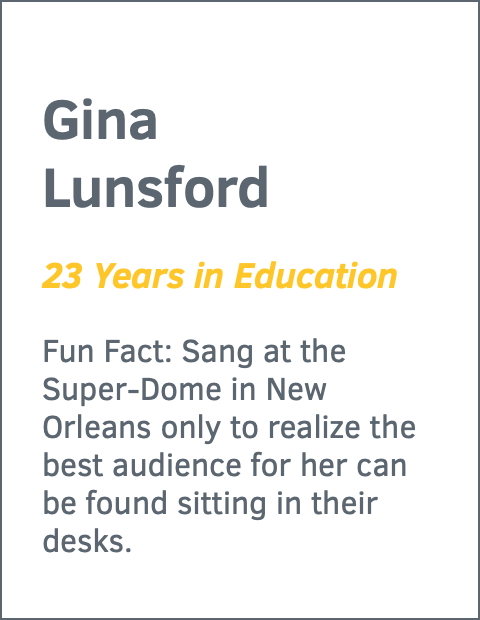 Gina
Lunsford
23 Years in Education
Fun Fact: Sang at the
Super-Dome in New
Orleans only to realize the
best audience for her can
be found sitting in their
desks.